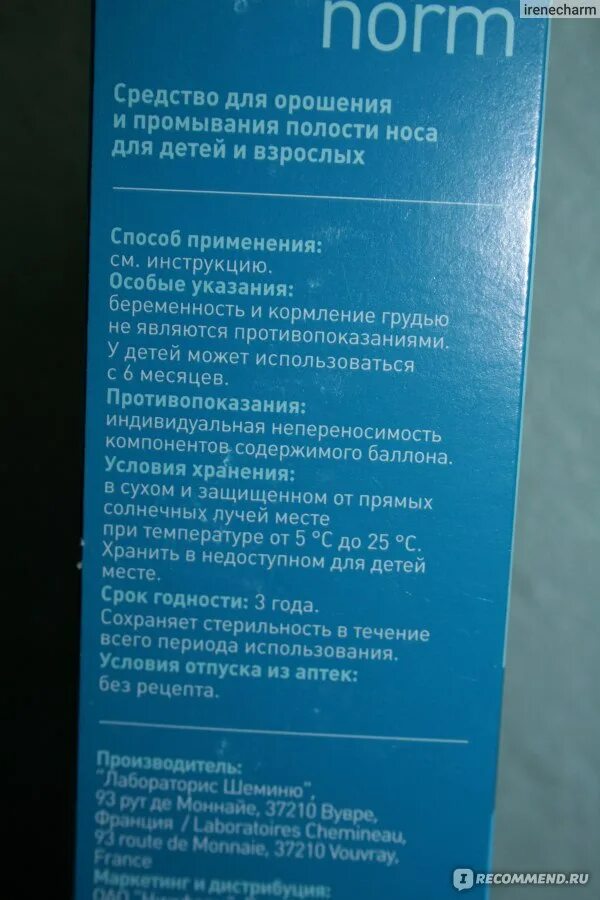 irenecharm
norm
Средство для орошения
и промывания полости носа
для детей и взрослых
Способ применения:
см. инструкцию.
Особые указания:
беременность и кормление грудью
не являются противопоказаниями.
У детей может использоваться
с 6 месяцев.
Противопоказания:
индивидуальная непереносимость
компонентов содержимого баллона.
Условия хранения:
в сухом и защищенном от прямых
солнечных лучей месте
при температуре от 5 °С до 25 °С.
Хранить в недоступном для детей
месте.
Срок годности: 3 года.
Сохраняет стерильность в течение
всего периода использования.
Условия отпуска из аптек:
без рецепта.
Производитель:
"Лабораторис Шеминю",
93 рут де Моннайе, 37210 Вувре,
Франция / Laboratoires Chemineau,
93 route de Monnaie, 37210 Vouvray,
France
Маркетинг и дистрибуция:
ОАО
IRECOMMEND.RU